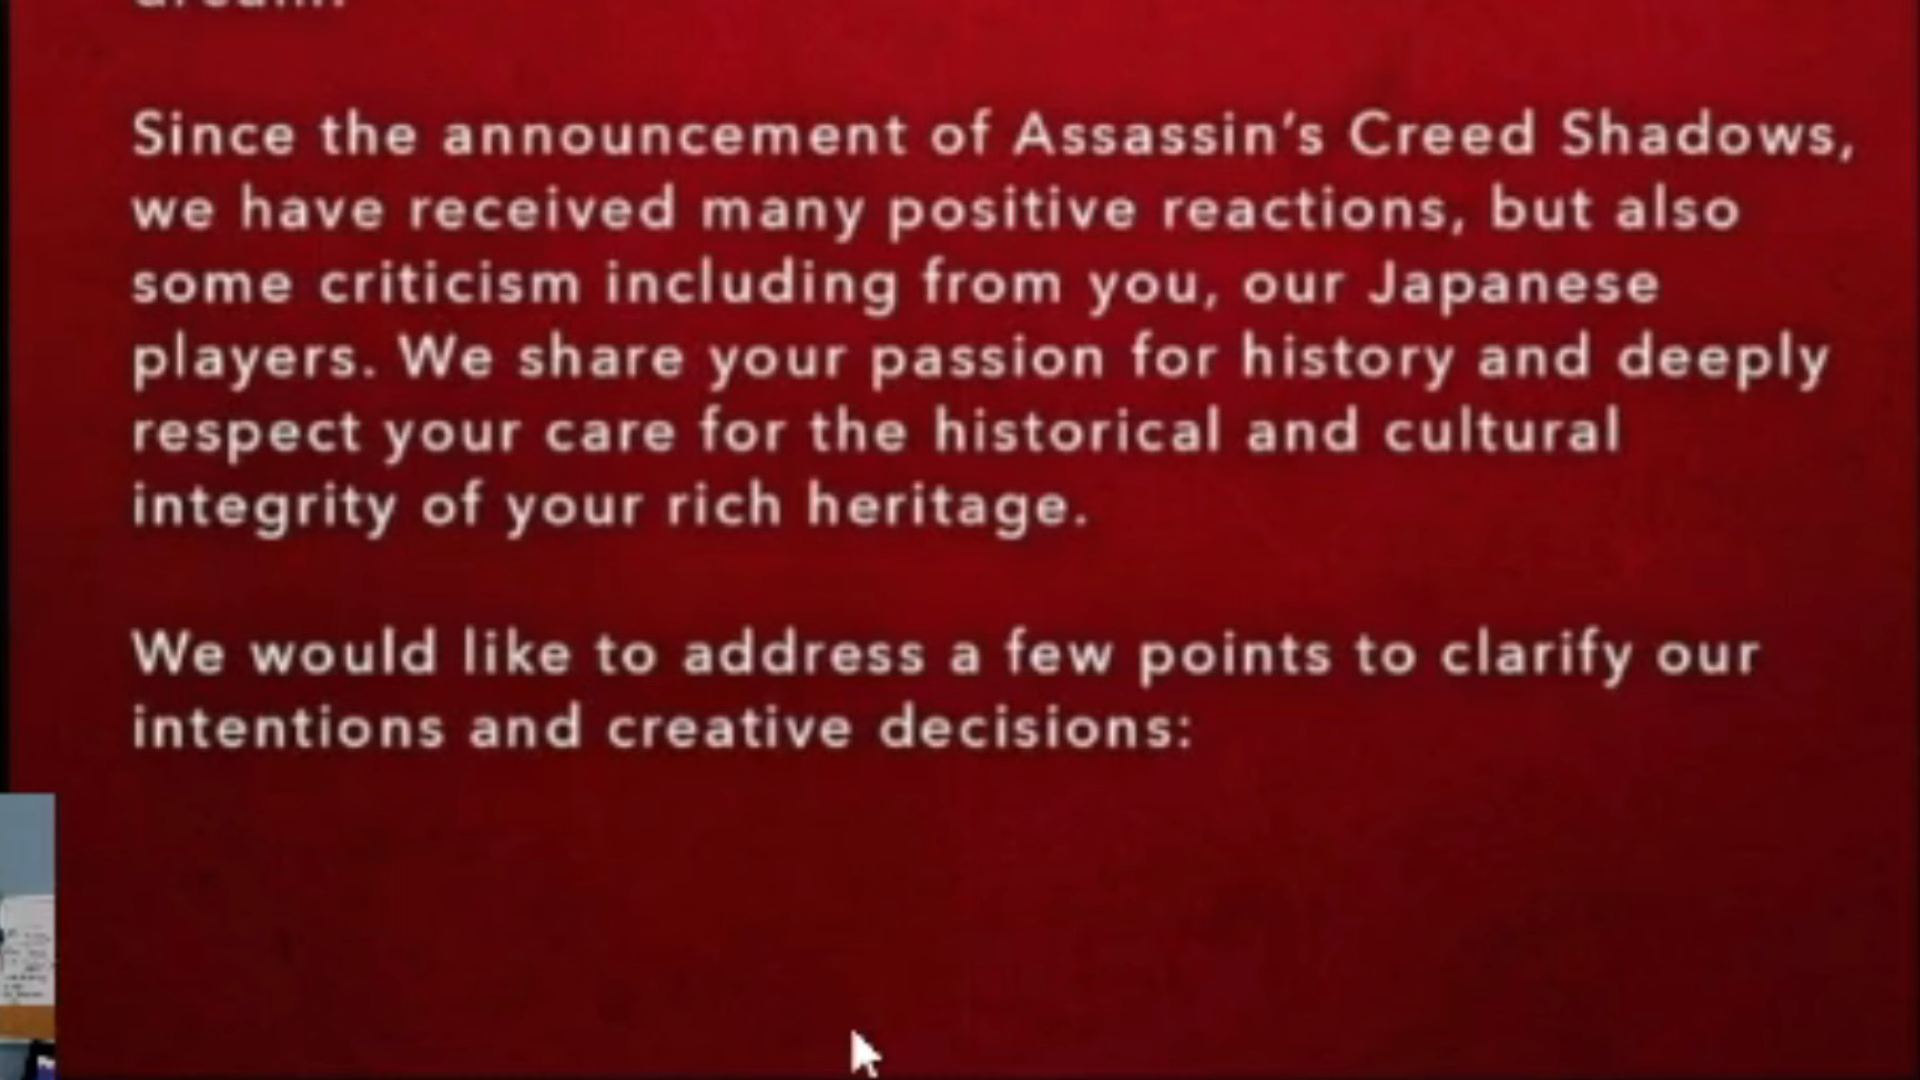 Since the announcement of Assassin's Creed Shadows,
we have received many positive reactions, but also
some criticism including from you, our Japanese
players. We share your passion for history and deeply
respect your care for the historical and cultural
integrity of your rich heritage.
We would like to address a few points to clarify our
intentions and creative decisions: